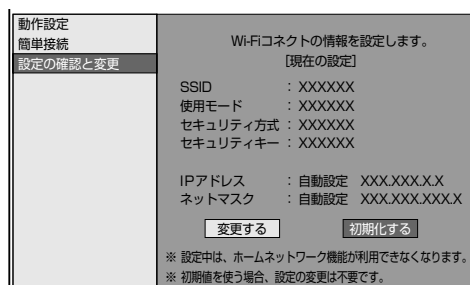 動作設定
簡単接続
設定の確認と変更
Wi-Fiコネクトの情報を設定します。
[現在の設定]
SSID : XXXXXX
使用モード : XXXXXX
セキュリティ方式 : XXXXXX
セキュリティキー : XXXXXX
IPアドレス : 自動設定 XXX.XXX.X.X
ネットマスク : 自動設定 XXX.XXX.XXX.X
変更する 初期化する
※ 設定中は、ホームネットワーク機能が利用できなくなります。
※ 初期値を使う場合、設定の変更は不要です。